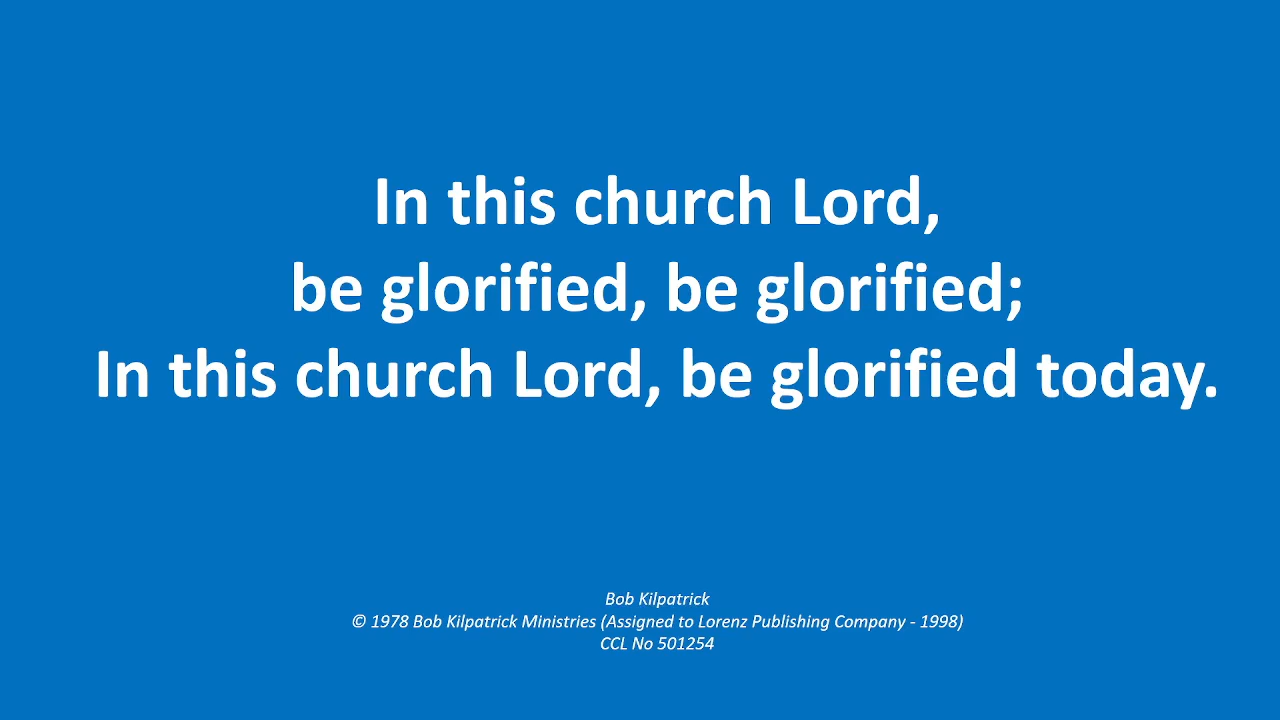 In this church Lord,
be glorified, be glorified;
In this church Lord, be glorified today.
Bob Kilpatrick
© 1978 Bob Kilpatrick Ministries (Assigned to Lorenz Publishing Company - 1998)
CCL No 501254